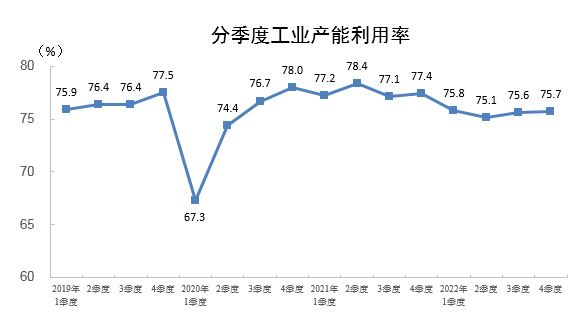 分季度工业产能利用率
（%）
80
75
70
65
60
75.9
76.4
76.4
77.5
67.3
74.4
76.7
78.0
77.2
78.4
77.1
77.4
75.8
75.1
75.6
75.7
2019年
1季度
2季度
3季度
4季度
2020年
1季度
2季度
3季度
4季度
2021年
1季度
2季度
3季度
4季度
2022年
1季度
2季度
3季度
4季度